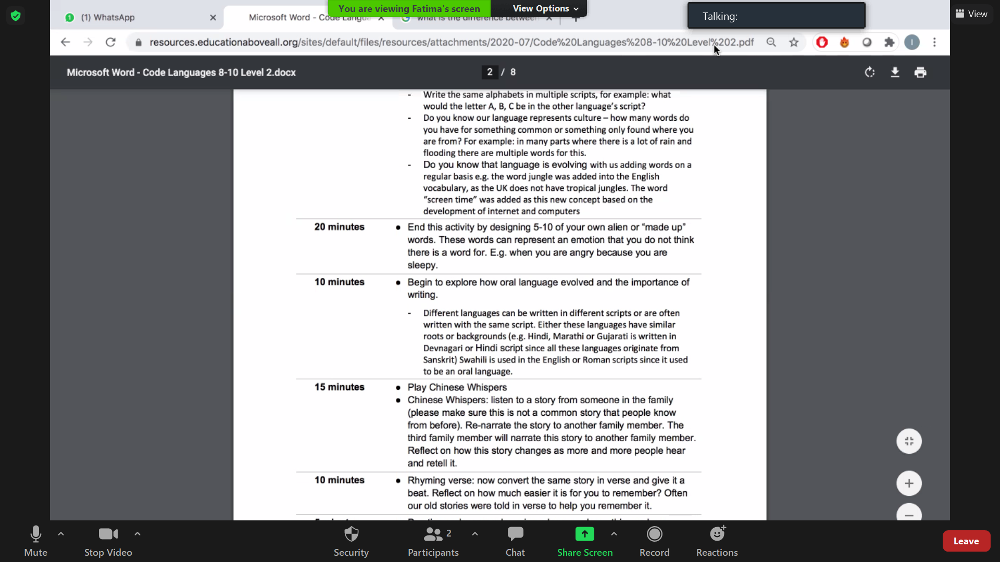 You are viewing Fatima's screen View Options
Talking:
View
1 (1) WhatsApp
Microsoft Word - Code Langua
what is the difference between
resources.educationaboveall.org/sites/default/files/resources/attachments/2020-07/Code%20Languages%208-10%20Level%202.pdf
I
Microsoft Word - Code Languages 8-10 Level 2.docx
2 / 8
- Write the same alphabets in multiple scripts, for example: what
would the letter A, B, C be in the other language's script?
- Do you know our language represents culture – how many words do
you have for something common or something only found where you
are from? For example: in many parts where there is a lot of rain and
flooding there are multiple words for this.
- Do you know that language is evolving with us adding words on a
regular basis e.g. the word jungle was added into the English
vocabulary, as the UK does not have tropical jungles. The word
“screen time” was added as this new concept based on the
development of internet and computers
20 minutes
● End this activity by designing 5-10 of your own alien or “made up”
words. These words can represent an emotion that you do not think
there is a word for. E.g. when you are angry because you are
sleepy.
10 minutes
● Begin to explore how oral language evolved and the importance of
writing.
- Different languages can be written in different scripts or are often
written with the same script. Either these languages have similar
roots or backgrounds (e.g. Hindi, Marathi or Gujarati is written in
Devnagari or Hindi script since all these languages originate from
Sanskrit) Swahili is used in the English or Roman scripts since it used
to be an oral language.
15 minutes
● Play Chinese Whispers
● Chinese Whispers: listen to a story from someone in the family
(please make sure this is not a common story that people know
from before). Re-narrate the story to another family member. The
third family member will narrate this story to another family member.
Reflect on how this story changes as more and more people hear
and retell it.
10 minutes
● Rhyming verse: now convert the same story in verse and give it a
beat. Reflect on how much easier it is for you to remember? Often
our old stories were told in verse to help you remember it.
Mute
Stop Video
Security
2
Participants
Chat
Share Screen
Record
Reactions
Leave